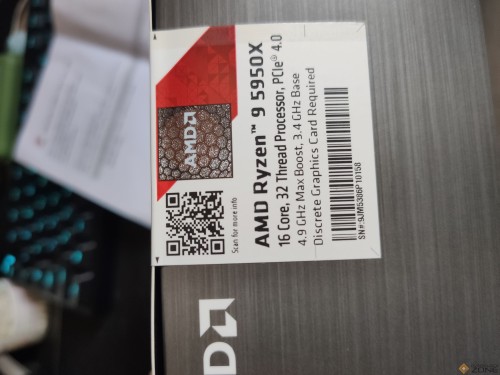 AMD
AMD Ryzen™ 9 5950X
16 Core, 32 Thread Processor, PCIe® 4.0
4.9 GHz Max Boost, 3.4 GHz Base
Discrete Graphics Card Required
Scan for more info